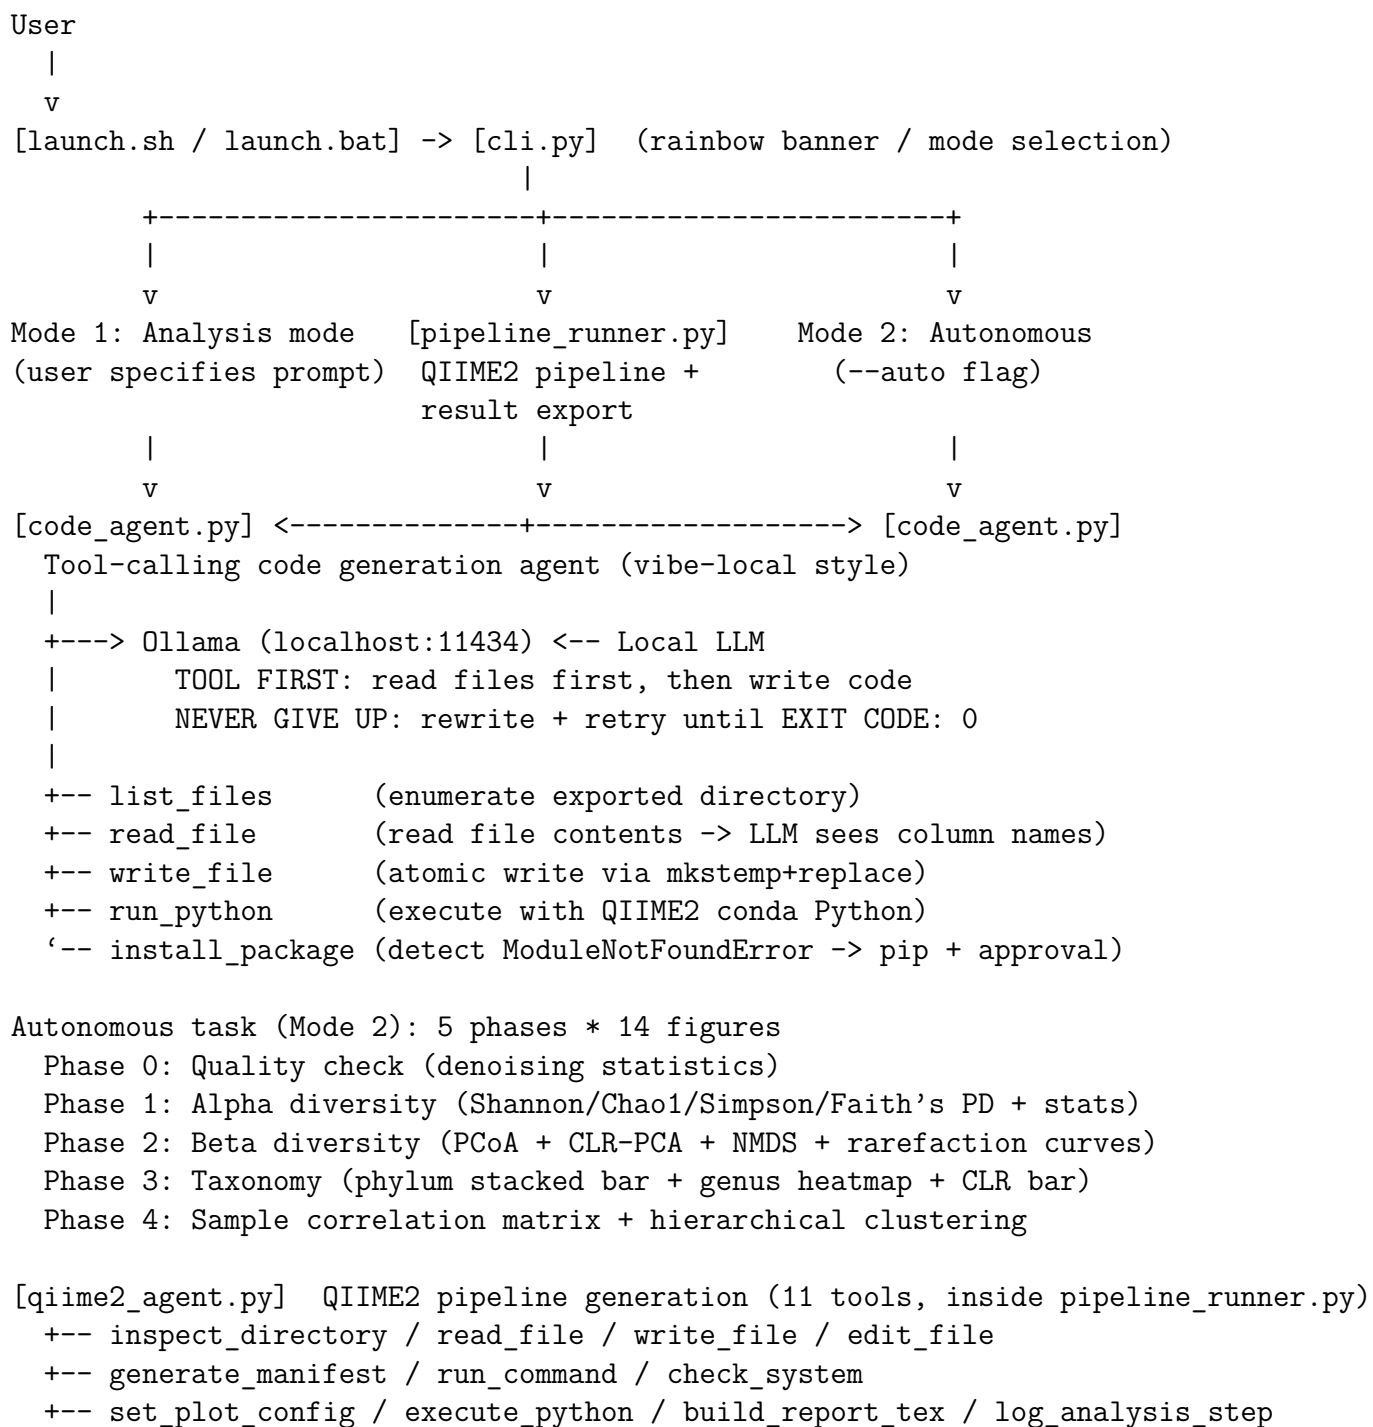 User
  |
  v
[launch.sh / launch.bat] -> [cli.py]  (rainbow banner / mode selection)
                               |
        +-----------------------+------------------------+
        |                       |                        |
        v                       v                        v
Mode 1: Analysis mode   [pipeline_runner.py]    Mode 2: Autonomous
(user specifies prompt)  QIIME2 pipeline +        (--auto flag)
                         result export
        |                       |                        |
        v                       v                        v
[code_agent.py] <--------------+-------------------> [code_agent.py]
  Tool-calling code generation agent (vibe-local style)
  |
  +---> Ollama (localhost:11434) <-- Local LLM
  |       TOOL FIRST: read files first, then write code
  |       NEVER GIVE UP: rewrite + retry until EXIT CODE: 0
  |
  +-- list_files      (enumerate exported directory)
  +-- read_file       (read file contents -> LLM sees column names)
  +-- write_file      (atomic write via mkstemp+replace)
  +-- run_python      (execute with QIIME2 conda Python)
  ‘-- install_package (detect ModuleNotFoundError -> pip + approval)

Autonomous task (Mode 2): 5 phases * 14 figures
  Phase 0: Quality check (denoising statistics)
  Phase 1: Alpha diversity (Shannon/Chao1/Simpson/Faith’s PD + stats)
  Phase 2: Beta diversity (PCoA + CLR-PCA + NMDS + rarefaction curves)
  Phase 3: Taxonomy (phylum stacked bar + genus heatmap + CLR bar)
  Phase 4: Sample correlation matrix + hierarchical clustering

[qiime2_agent.py]  QIIME2 pipeline generation (11 tools, inside pipeline_runner.py)
  +-- inspect_directory / read_file / write_file / edit_file
  +-- generate_manifest / run_command / check_system
  +-- set_plot_config / execute_python / build_report_tex / log_analysis_step